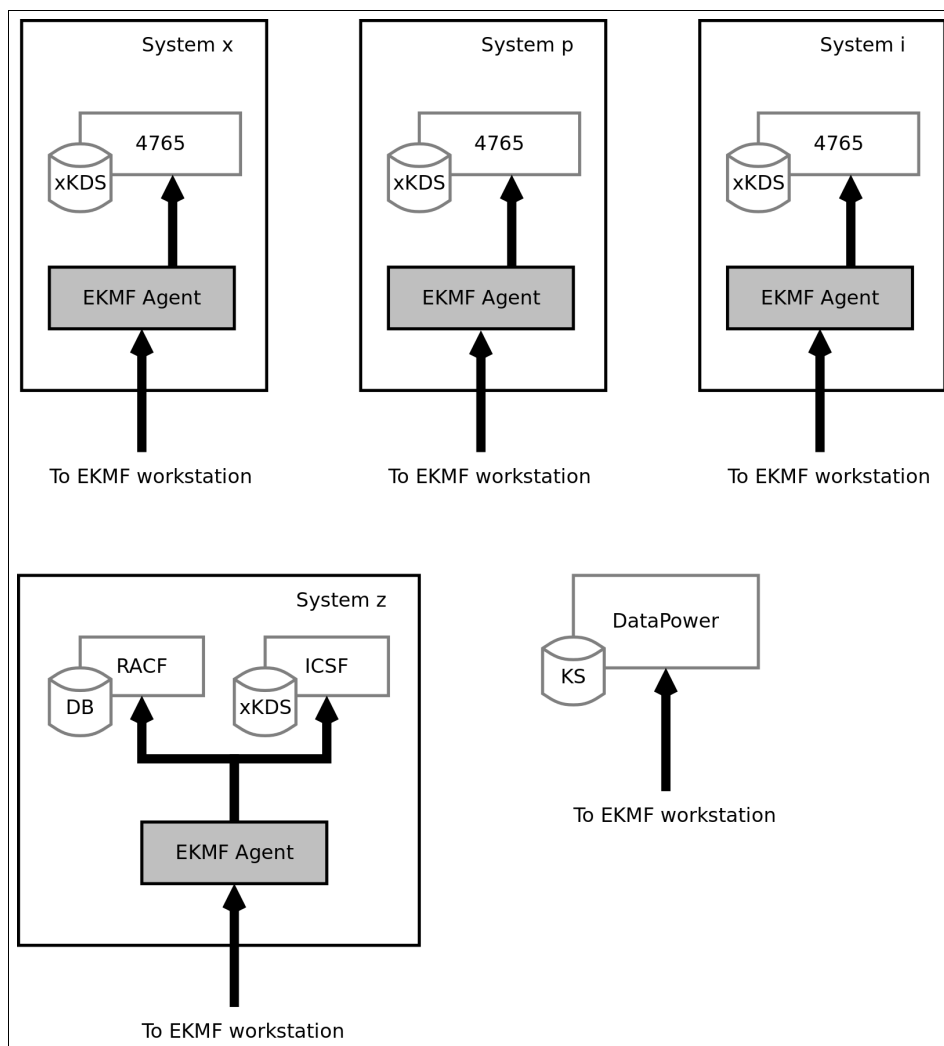 System x
4765
xKDS
EKMF Agent
To EKMF workstation
System p
4765
xKDS
EKMF Agent
To EKMF workstation
System i
4765
xKDS
EKMF Agent
To EKMF workstation
System z
RACF
DB
ICSF
xKDS
EKMF Agent
To EKMF workstation
DataPower
KS
To EKMF workstation